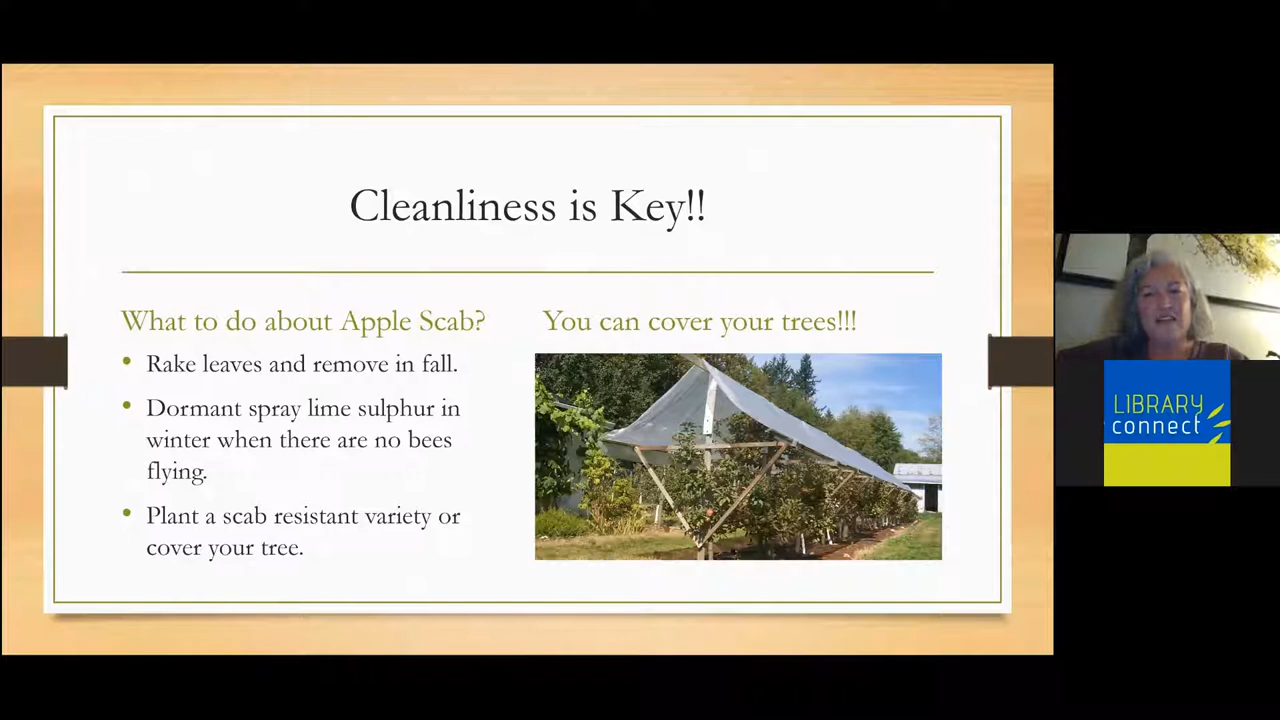 Cleanliness is Key!!
What to do about Apple Scab?
• Rake leaves and remove in fall.
• Dormant spray lime sulphur in
winter when there are no bees
flying.
• Plant a scab resistant variety or
cover your tree.
You can cover your trees!!!
LIBRARY
connect